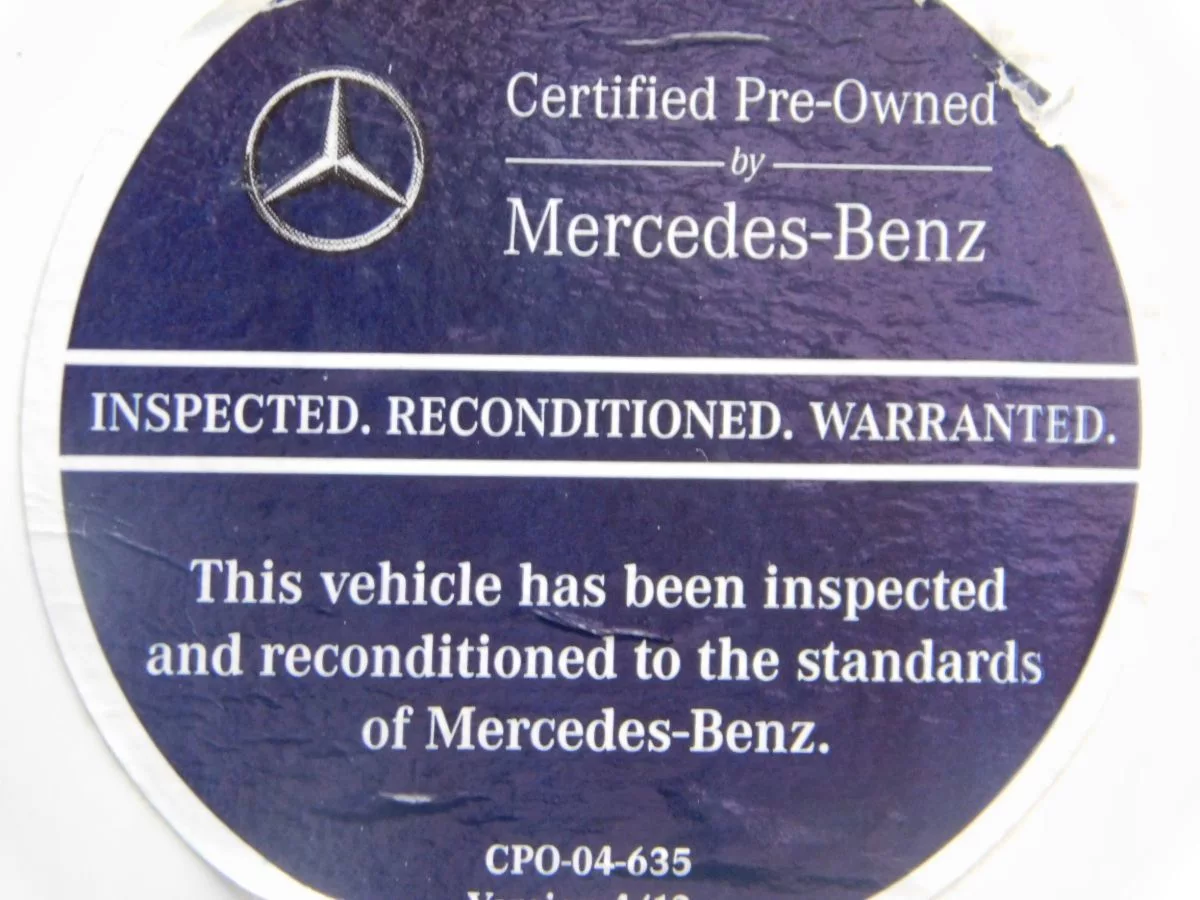 Certified Pre-Owned
by
Mercedes-Benz
INSPECTED. RECONDITIONED. WARRANTED.
This vehicle has been inspected
and reconditioned to the standards
of Mercedes-Benz.
CPO-04-635